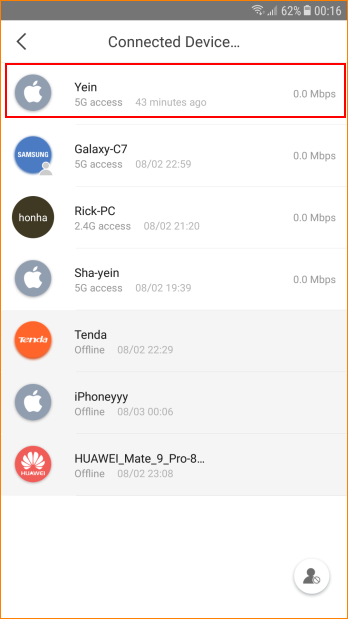 62% 00:16
Connected Device...
Yein
5G access 43 minutes ago
0.0 Mbps
SAMSUNG
Galaxy-C7
5G access 08/02 22:59
0.0 Mbps
honha
Rick-PC
2.4G access 08/02 21:20
0.0 Mbps
Sha-yein
5G access 08/02 19:39
0.0 Mbps
Tenda
Tenda
Offline 08/02 22:29
iPhoneyyy
Offline 08/03 00:06
HUAWEI
HUAWEI_Mate_9_Pro-8...
Offline 08/02 23:08